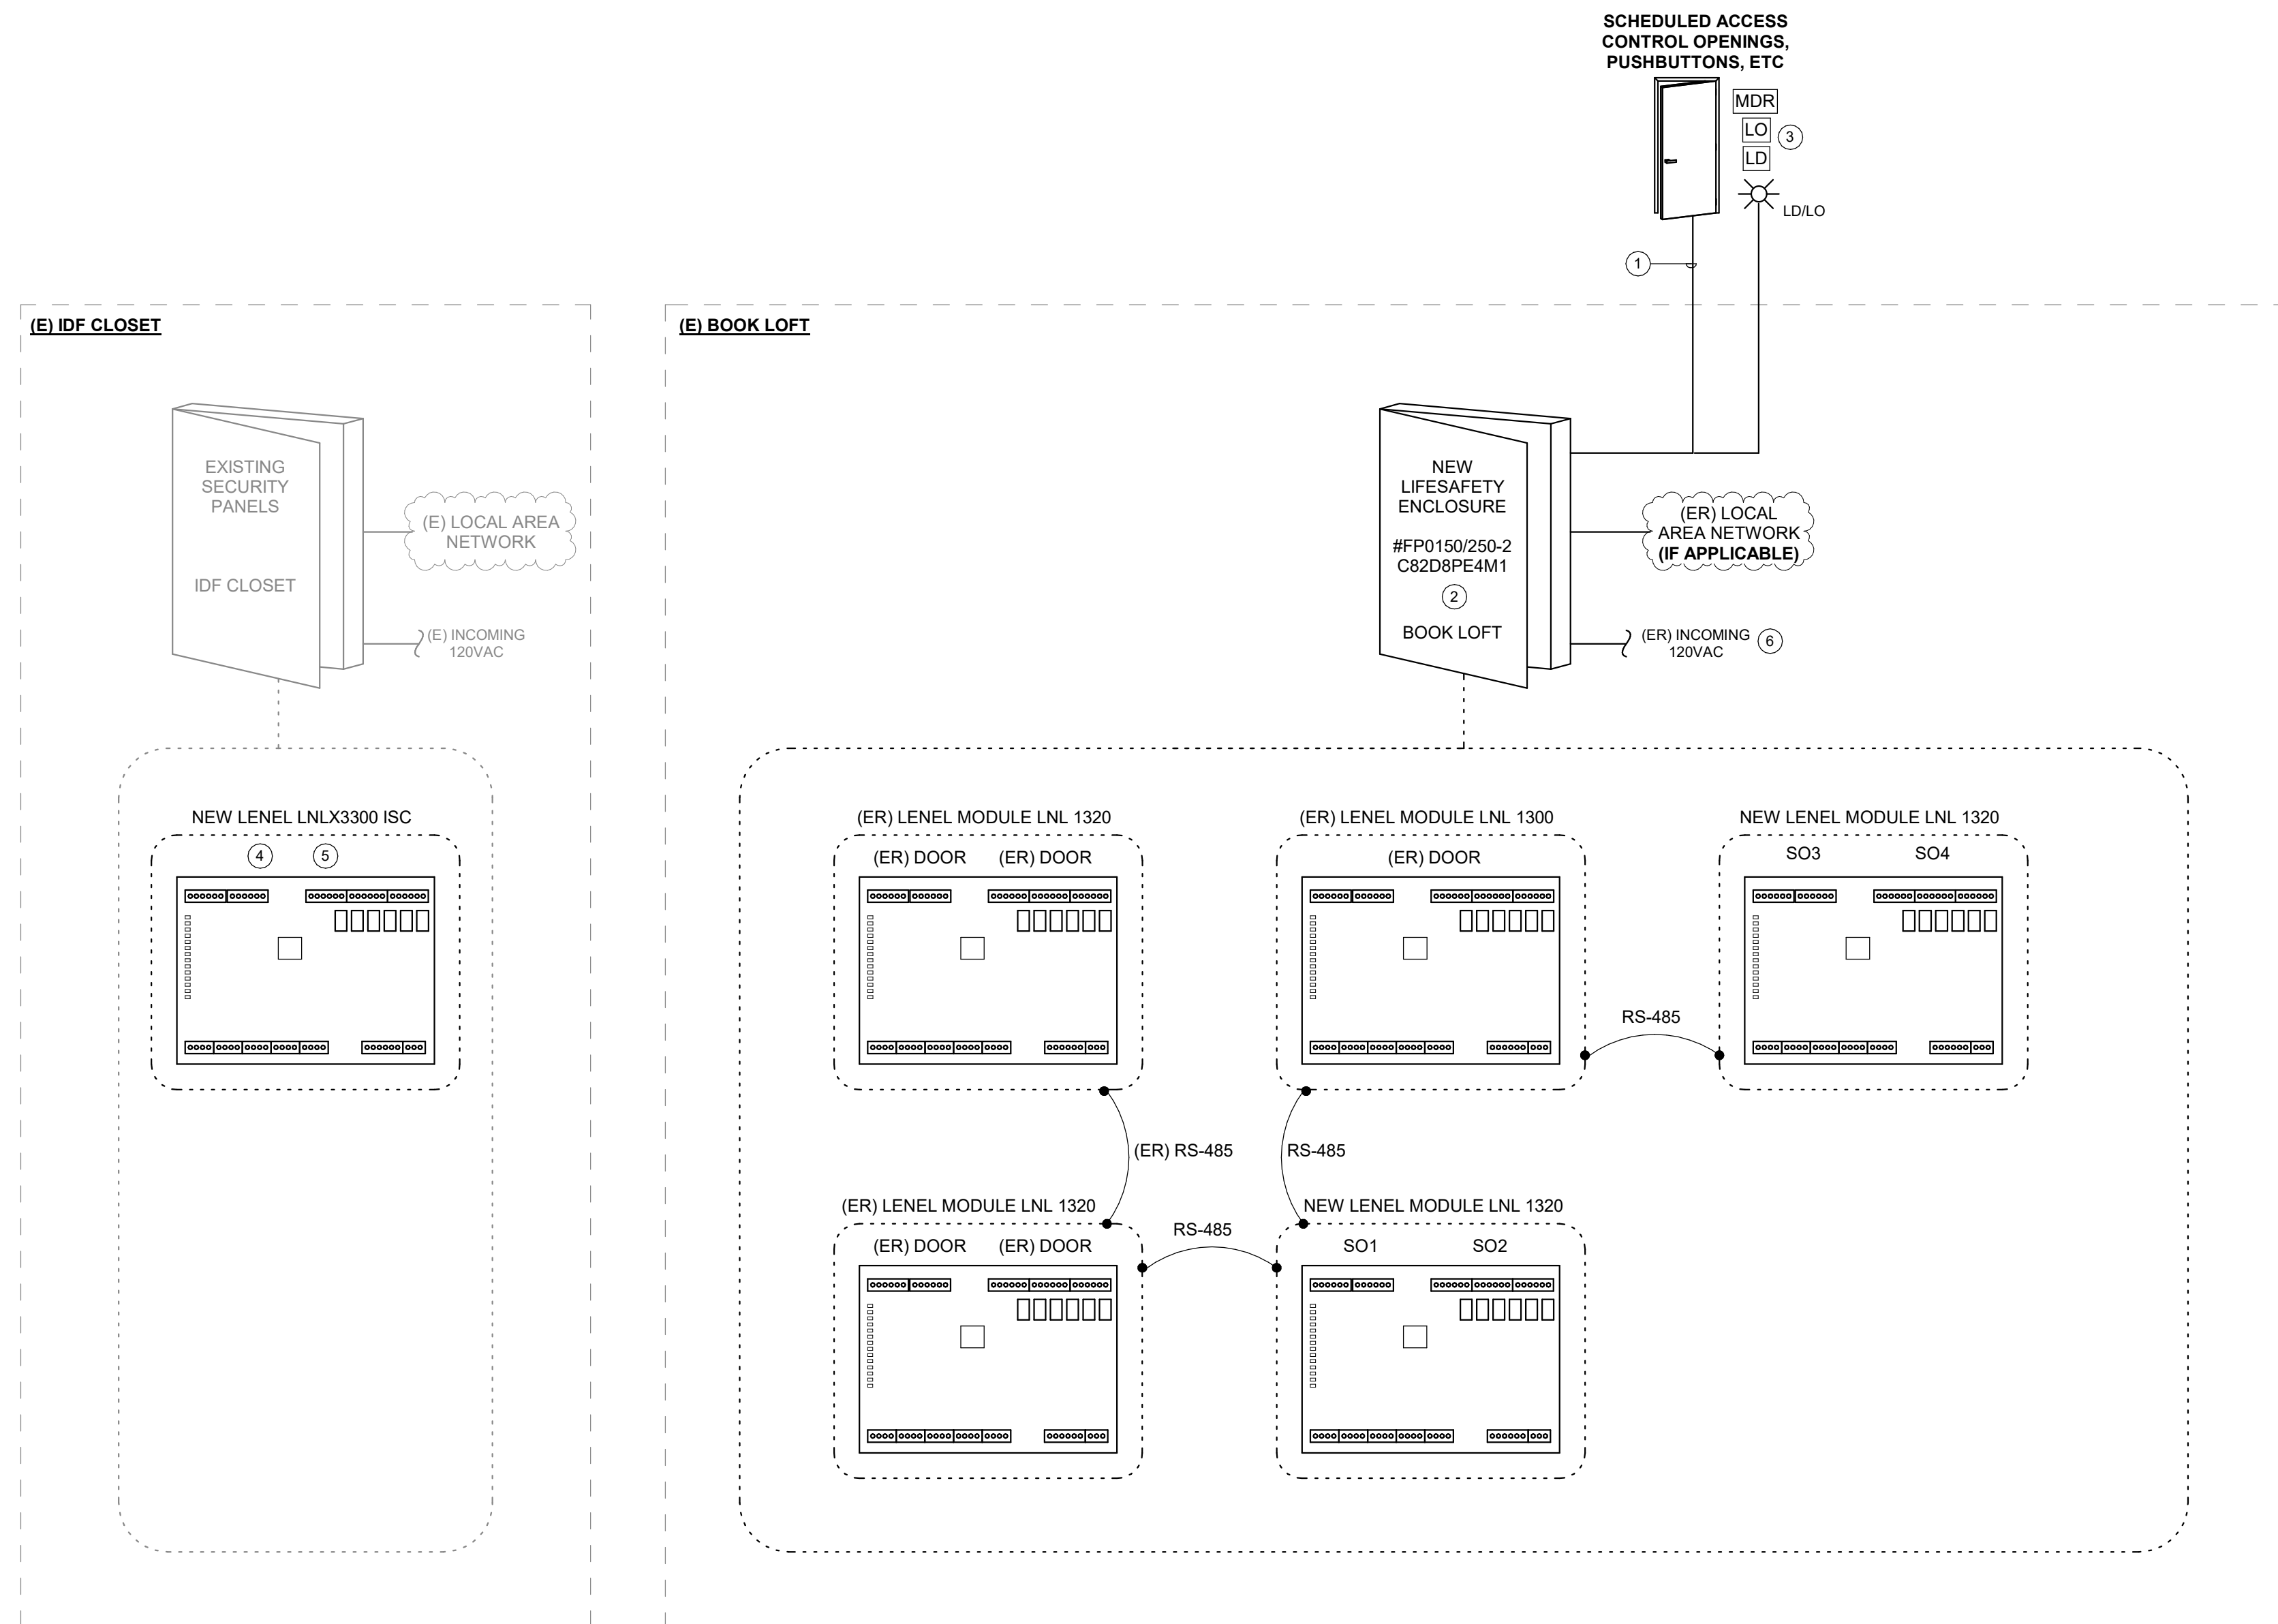 SCHEDULED ACCESS
CONTROL OPENINGS,
PUSHBUTTONS, ETC
MDR
LO
3
LD
LD/LO
1
(E) IDF CLOSET
(E) BOOK LOFT
EXISTING
SECURITY
PANELS
IDF CLOSET
(E) LOCAL AREA
NETWORK
(E) INCOMING
120VAC
NEW
LIFESAFETY
ENCLOSURE
#FP0150/250-2
C82D8PE4M1
2
BOOK LOFT
(ER) LOCAL
AREA NETWORK
(IF APPLICABLE)
(ER) INCOMING
120VAC
6
NEW LENEL LNLX3300 ISC
4
5
(ER) LENEL MODULE LNL 1320
(ER) DOOR
(ER) DOOR
(ER) LENEL MODULE LNL 1300
(ER) DOOR
NEW LENEL MODULE LNL 1320
SO3
SO4
RS-485
(ER) RS-485
RS-485
(ER) LENEL MODULE LNL 1320
(ER) DOOR
(ER) DOOR
RS-485
NEW LENEL MODULE LNL 1320
SO1
SO2